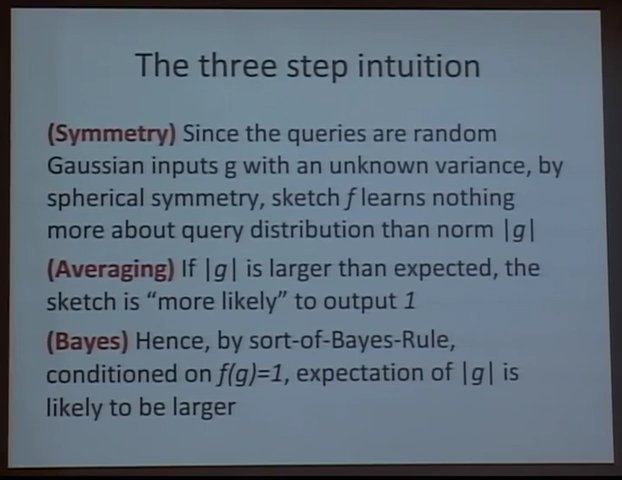 The three step intuition
(Symmetry) Since the queries are random
Gaussian inputs g with an unknown variance, by
spherical symmetry, sketch f learns nothing
more about query distribution than norm |g|
(Averaging) If |g| is larger than expected, the
sketch is “more likely” to output 1
(Bayes) Hence, by sort-of-Bayes-Rule,
conditioned on f(g)=1, expectation of |g| is
likely to be larger